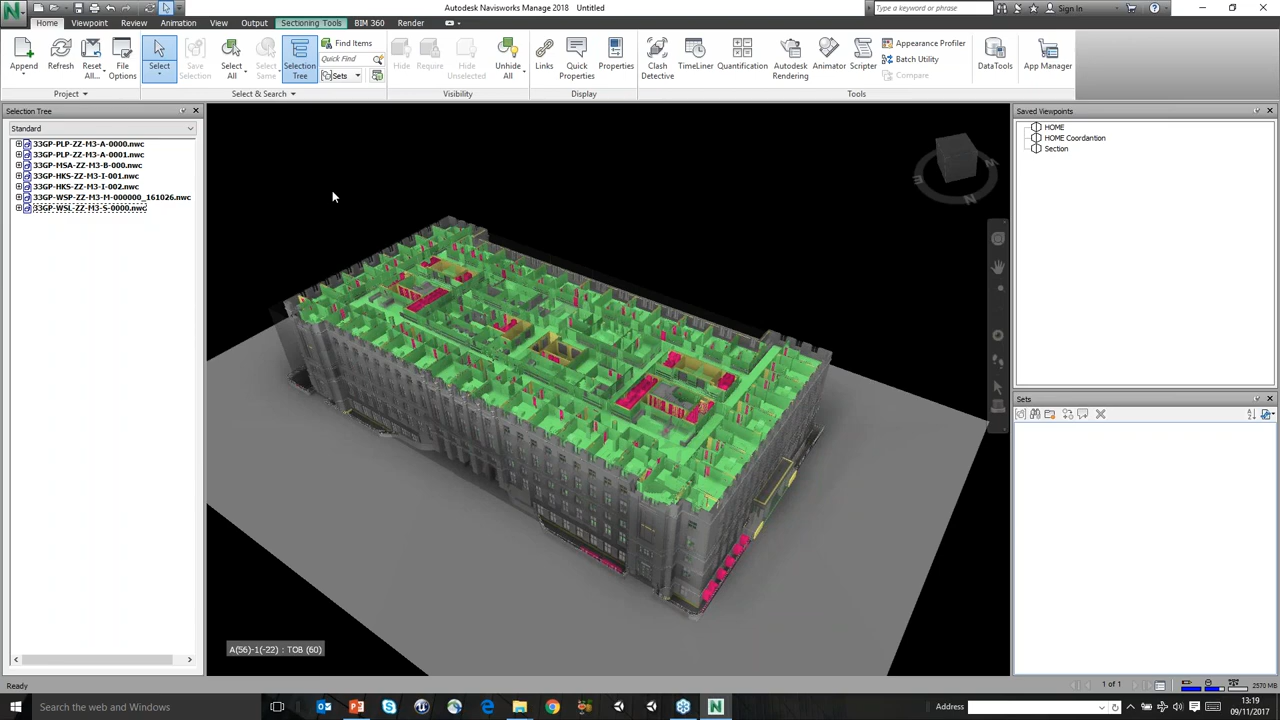 Autodesk Navisworks Manage 2018 Untitled
Type a keyword or phrase
Sign In
Home Viewpoint Review Animation View Output Sectioning Tools BIM 360 Render
Append
Refresh
Reset All...
File Options
Select
Save Selection
Select All
Select Same
Selection Tree
Find Items
Quick Find
Sets
Hide
Require
Hide Unselected
Unhide All
Links
Quick Properties
Properties
Clash Detective
TimeLiner
Quantification
Autodesk Rendering
Animator
Scripter
Appearance Profiler
Batch Utility
Compare
DataTools
App Manager
Project
Select & Search
Visibility
Display
Tools
Selection Tree
Standard
33GP-PLP-ZZ-M3-A-0000.nwc
33GP-PLP-ZZ-M3-A-0001.nwc
33GP-MSA-ZZ-M3-B-000.nwc
33GP-HKS-ZZ-M3-I-001.nwc
33GP-HKS-ZZ-M3-I-002.nwc
33GP-WSP-ZZ-M3-M-000000_161026.nwc
33GP-WSL-ZZ-M3-S-0000.nwc
A(56)-1(-22) : TOB (60)
Saved Viewpoints
HOME
HOME Coordantion
Section
Sets
Ready
1 of 1
2570 MB
Search the web and Windows
Address
13:19
09/11/2017